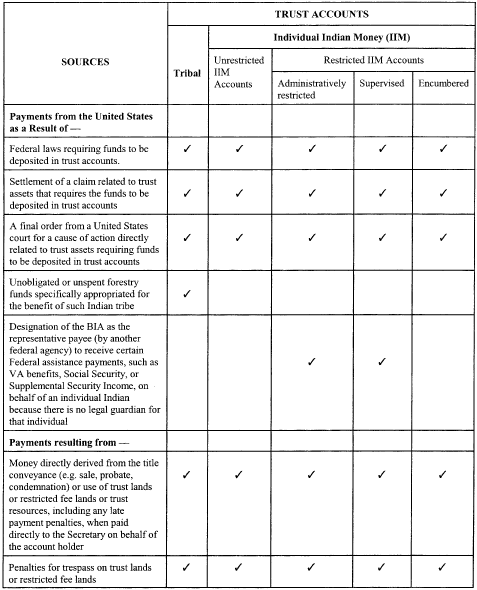 TRUST ACCOUNTS
Individual Indian Money (IIM)
SOURCES
Tribal
Unrestricted
IIM
Accounts
Restricted IIM Accounts
Administratively
restricted
Supervised
Encumbered
Payments from the United States
as a Result of —
Federal laws requiring funds to be
deposited in trust accounts.
✓ ✓ ✓ ✓ ✓
Settlement of a claim related to trust
assets that requires the funds to be
deposited in trust accounts
✓ ✓ ✓ ✓ ✓
A final order from a United States
court for a cause of action directly
related to trust assets requiring funds
to be deposited in trust accounts
✓ ✓ ✓ ✓ ✓
Unobligated or unspent forestry
funds specifically appropriated for
the benefit of such Indian tribe
✓
Designation of the BIA as the
representative payee (by another
federal agency) to receive certain
Federal assistance payments, such as
VA benefits, Social Security, or
Supplemental Security Income, on
behalf of an individual Indian
because there is no legal guardian for
that individual
✓ ✓
Payments resulting from —
Money directly derived from the title
conveyance (e.g. sale, probate,
condemnation) or use of trust lands
or restricted fee lands or trust
resources, including any late
payment penalties, when paid
directly to the Secretary on behalf of
the account holder
✓ ✓ ✓ ✓ ✓
Penalties for trespass on trust lands
or restricted fee lands
✓ ✓ ✓ ✓ ✓